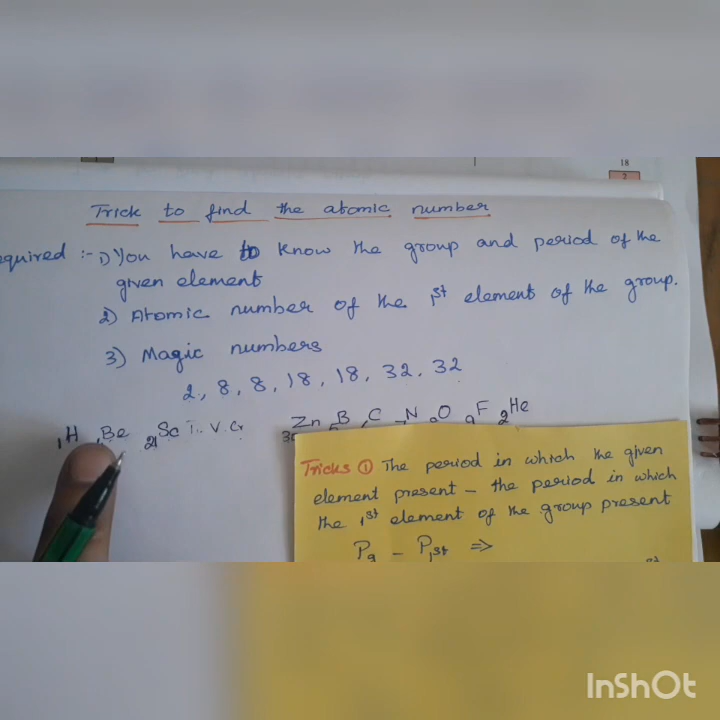 18
2
Trick to find the atomic number
equired :- 1) You have to know the group and period of the
given element
2) Atomic number of the 1st element of the group.
3) Magic numbers
2, 8, 8, 18, 18, 32, 32
1H 4Be 21Sc Ti.. V. Cr Zn B C N O 9F 2He
Tricks ① The period in which the given
element present - the period in which
the 1st element of the group present
Pg - P1st ⇒
InShOt